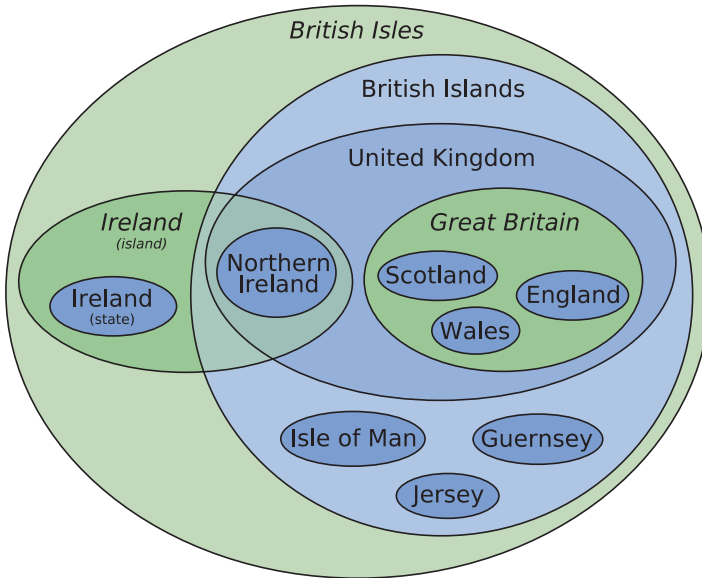 British Isles
British Islands
United Kingdom
Ireland
(island)
Great Britain
Northern
Ireland
Scotland
Ireland
(state)
England
Wales
Isle of Man
Guernsey
Jersey